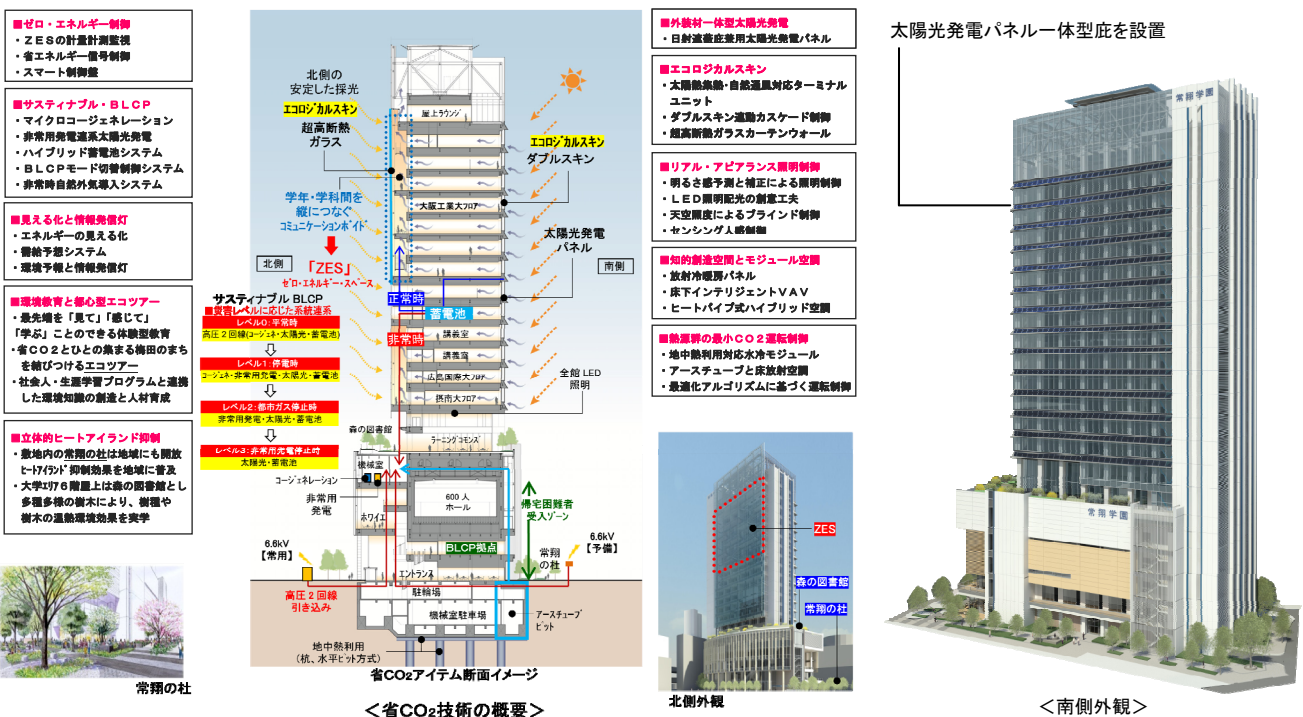 ■ゼロ・エネルギー制御
・ＺＥＳの計量計測監視
・省エネルギー信号制御
・スマート制御盤
■サスティナブル・ＢＬＣＰ
・マイクロコージェネレーション
・非常用発電連系太陽光発電
・ハイブリッド蓄電池システム
・ＢＬＣＰモード切替制御システム
・非常時自然外気導入システム
■見える化と情報発信灯
・エネルギーの見える化
・需給予想システム
・環境予報と情報発信灯
■環境教育と都心型エコツアー
・最先端を「見て」「感じて」
「学ぶ」ことのできる体験型教育
・省ＣＯ２とひとの集まる梅田のまち
を結びつけるエコツアー
・社会人・生涯学習プログラムと連携
した環境知識の創造と人材育成
■立体的ヒートアイランド抑制
・敷地内の常翔の杜は地域にも開放
ﾋｰﾄｱｲﾗﾝﾄﾞ抑制効果を地域に普及
・大学ｴﾘｱ６階屋上は森の図書館とし
多種多様の樹木により、樹種や
樹木の温熱環境効果を実学
常翔の杜
北側の
安定した採光
ｴｺﾛｼﾞｶﾙｽｷﾝ
超高断熱
ガラス
学年・学科間を
縦につなぐ
ｺﾐｭﾆｹｰｼｮﾝﾎﾞｲﾄﾞ
「ZES」
ｾﾞﾛ・ｴﾈﾙｷﾞｰ・ｽﾍﾟｰｽ
北側
サスティナブル BLCP
■災害レベルに応じた系統連系
レベル０：平常時
高圧２回線(ｺｰｼﾞｪﾈ・太陽光・蓄電池)
レベル１：停電時
ｺｰｼﾞｪﾈ・非常用発電・太陽光・蓄電池
レベル２：都市ガス停止時
非常用発電・太陽光・蓄電池
レベル３：非常用発電停止時
太陽光・蓄電池
屋上ﾗｳﾝｼﾞ
ｴｺﾛｼﾞｶﾙｽｷﾝ
ダブルスキン
大阪工業大ﾌﾛｱ
太陽光発電
パネル
南側
正常時
蓄電池
非常時
講義室
講義室
広島国際大ﾌﾛｱ
摂南大ﾌﾛｱ
全館 LED
照明
森の図書館
ﾗｰﾆﾝｸﾞｺﾓﾝｽﾞ
機械室
コージェネレーション
非常用
発電
ホワイエ
600 人
ホール
帰宅困難者
受入ゾーン
BLCP拠点
6.6kV
【常用】
6.6kV
【予備】
常翔
の杜
エントランス
駐輪場
高圧２回線
引き込み
機械室駐車場
アースチューブ
ピット
地中熱利用
（杭、水平ﾋﾟｯﾄ方式）
省CO₂アイテム断面イメージ
＜省CO₂技術の概要＞
■外装材一体型太陽光発電
・日射遮蔽庇兼用太陽光発電パネル
■エコロジカルスキン
・太陽熱集熱・自然通風対応ターミナル
ユニット
・ダブルスキン連動カスケード制御
・超高断熱ガラスカーテンウォール
■リアル・アピアランス照明制御
・明るさ感予測と補正による照明制御
・ＬＥＤ照明配光の創意工夫
・天空照度によるブラインド制御
・センシング人感制御
■知的創造空間とモジュール空調
・放射冷暖房パネル
・床下インテリジェントＶＡＶ
・ヒートパイプ式ハイブリッド空調
■熱源群の最小ＣＯ２運転制御
・地中熱利用対応水冷モジュール
・アースチューブと床放射空調
・最適化アルゴリズムに基づく運転制御
ZES
森の図書館
常翔の杜
北側外観
太陽光発電パネル一体型庇を設置
常翔学園
常翔学園
＜南側外観＞